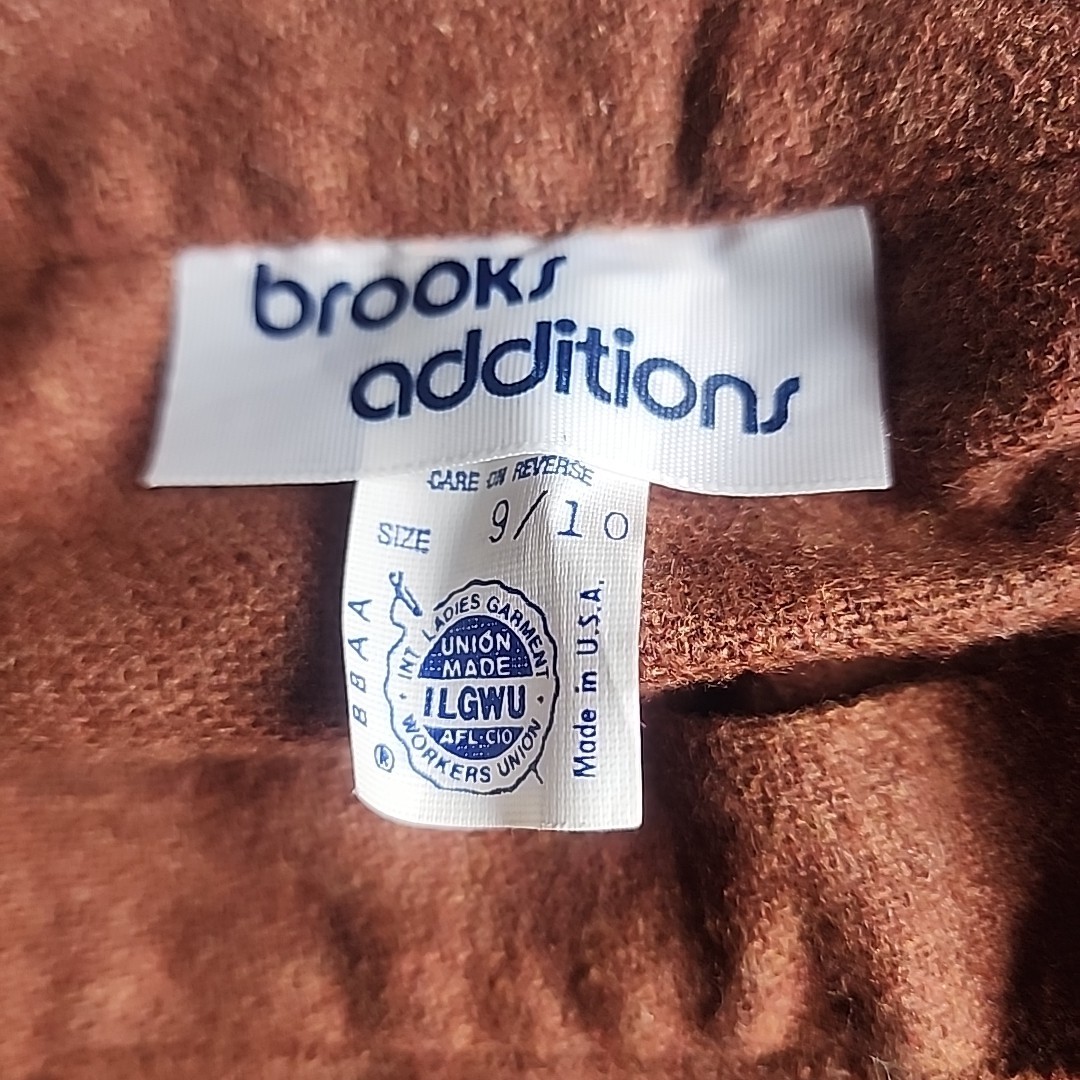 brooks
additions
CARE ON REVERSE
SIZE 9/10
BBAA
INT LADIES GARMENT
UNION
MADE
ILGWU
AFL-CIO
WORKERS UNION
®
Made in U.S.A.